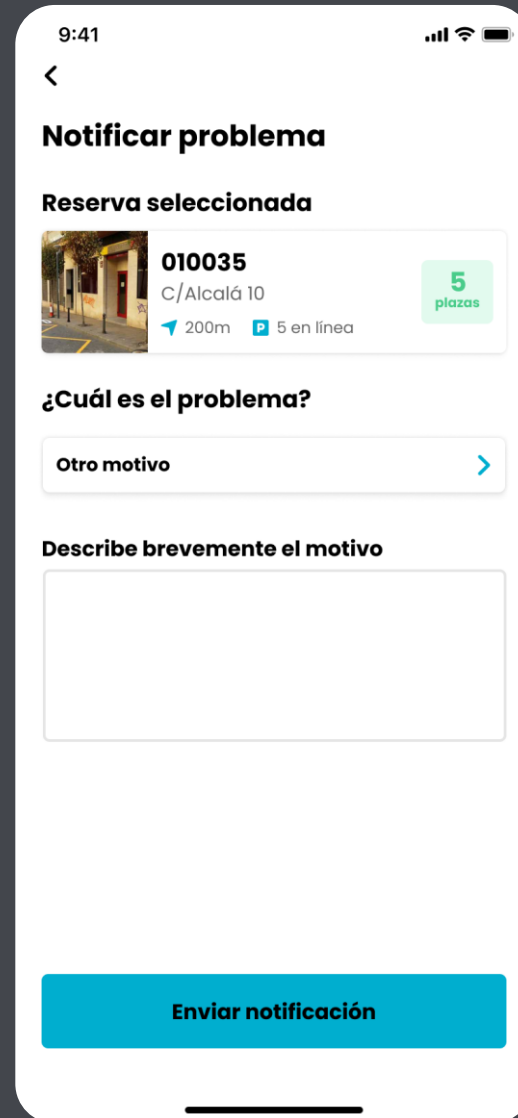 9:41
Notificar problema
Reserva seleccionada
010035
C/Alcalá 10
200m P 5 en línea
5
plazas
¿Cuál es el problema?
Otro motivo
Describe brevemente el motivo
Enviar notificación